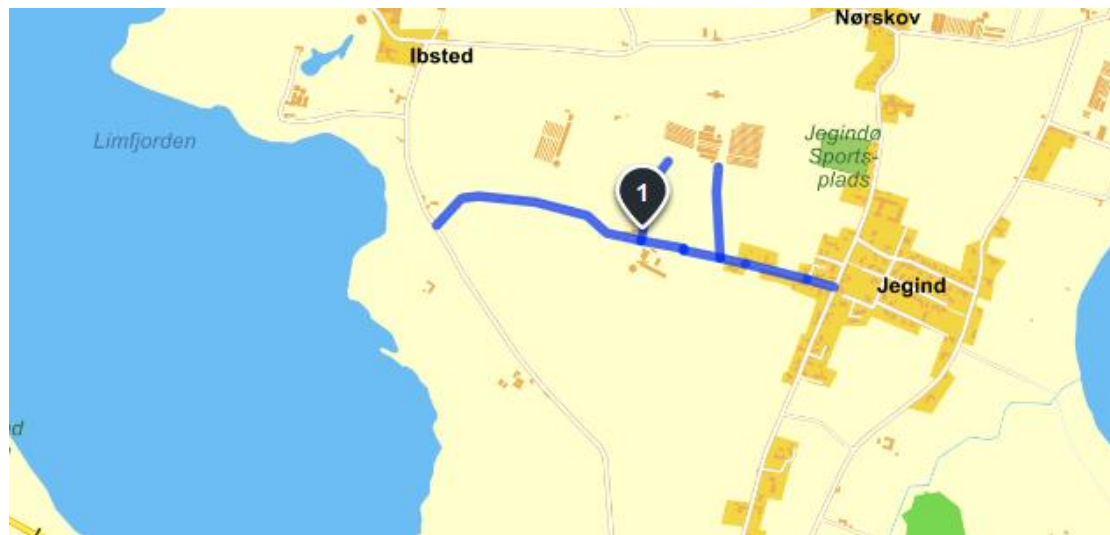 Nørskov
Ibsted
Limfjorden
Jegindø
Sports-
plads
1
Jegind